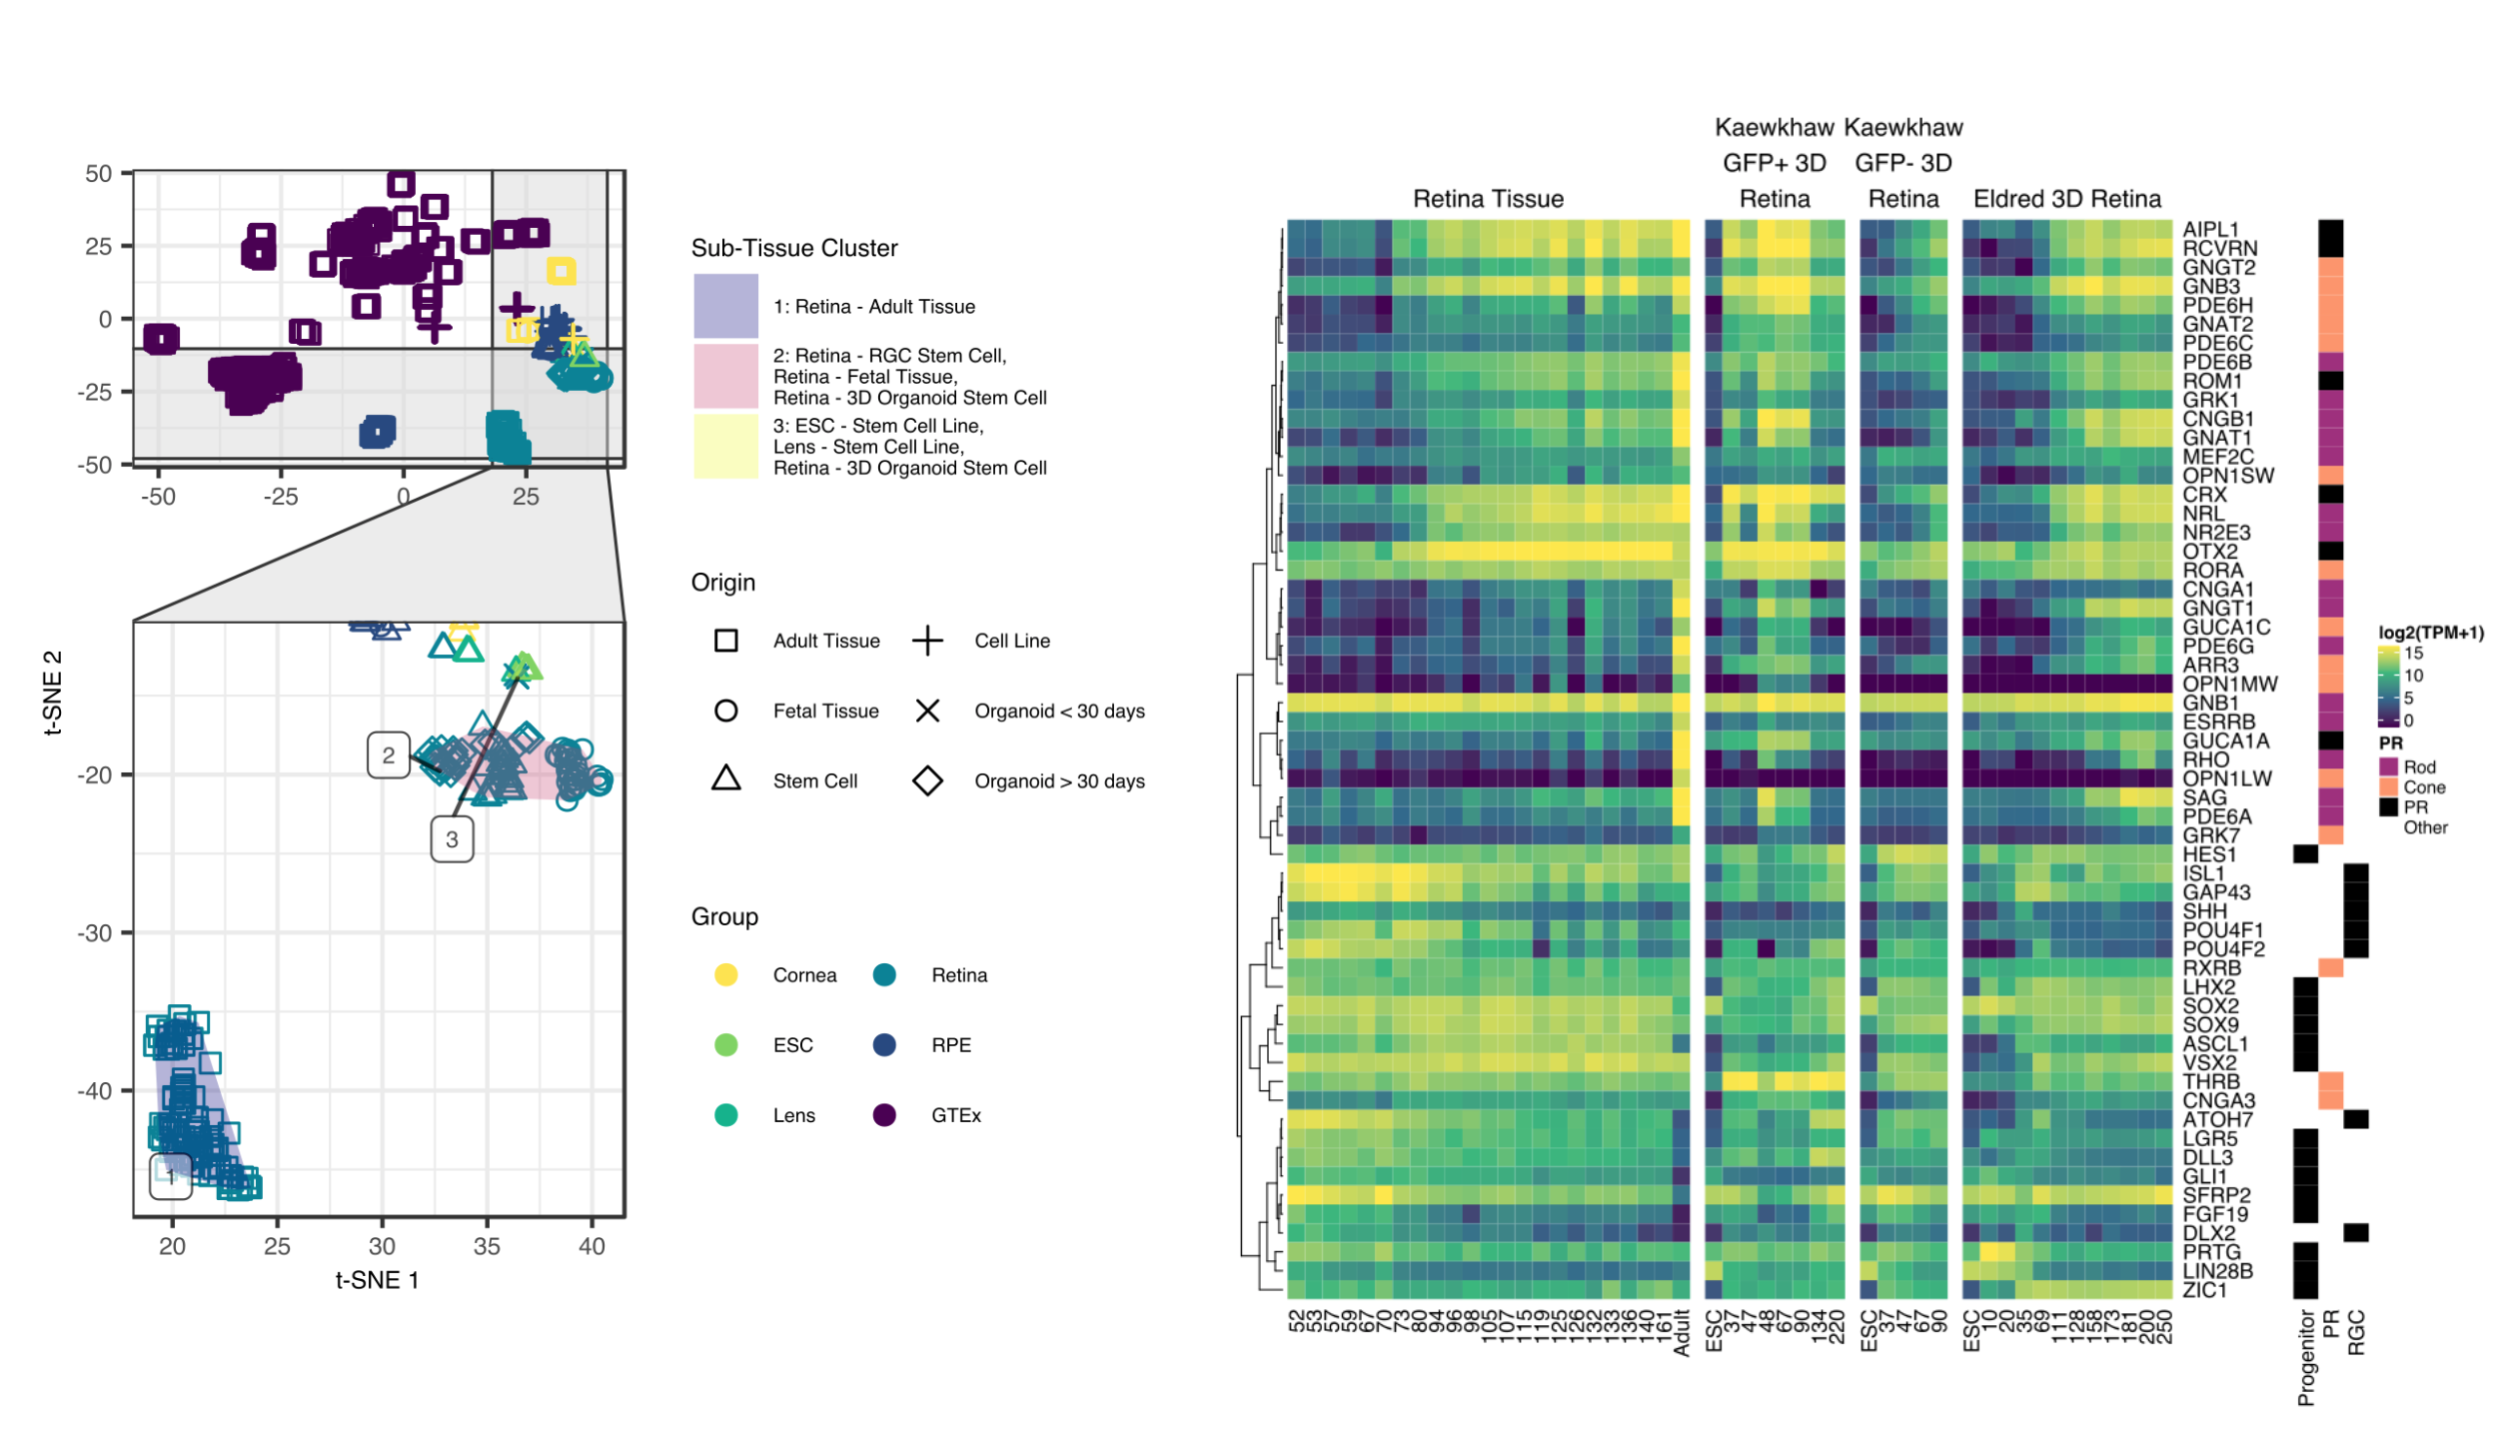 50
25
0
-25
-50
-50
-25
0
25
t-SNE 2
-20
-30
-40
20
25
30
35
40
t-SNE 1
1
2
3
Sub-Tissue Cluster
1: Retina - Adult Tissue
2: Retina - RGC Stem Cell,
Retina - Fetal Tissue,
Retina - 3D Organoid Stem Cell
3: ESC - Stem Cell Line,
Lens - Stem Cell Line,
Retina - 3D Organoid Stem Cell
Origin
Adult Tissue
Cell Line
Fetal Tissue
Organoid < 30 days
Stem Cell
Organoid > 30 days
Group
Cornea
Retina
ESC
RPE
Lens
GTEx
Retina Tissue
Kaewkhaw
GFP+ 3D
Retina
Kaewkhaw
GFP- 3D
Retina
Eldred 3D Retina
AIPL1
RCVRN
GNGT2
GNB3
PDE6H
GNAT2
PDE6C
PDE6B
ROM1
GRK1
CNGB1
GNAT1
MEF2C
OPN1SW
CRX
NRL
NR2E3
OTX2
RORA
CNGA1
GNGT1
GUCA1C
PDE6G
ARR3
OPN1MW
GNB1
ESRRB
GUCA1A
RHO
OPN1LW
SAG
PDE6A
GRK7
HES1
ISL1
GAP43
SHH
POU4F1
POU4F2
RXRB
LHX2
SOX2
SOX9
ASCL1
VSX2
THRB
CNGA3
ATOH7
LGR5
DLL3
GLI1
SFRP2
FGF19
DLX2
PRTG
LIN28B
ZIC1
52 53 57 59 67 70 73 80 94 96 98 105 107 115 119 125 126 132 133 136 140 161 Adult
ESC 37 47 48 67 90 134 220
ESC 37 47 67 90
ESC 10 20 35 69 111 128 158 173 181 200 250
Progenitor
PR
RGC
log2(TPM+1)
15
10
5
0
PR
Rod
Cone
PR
Other